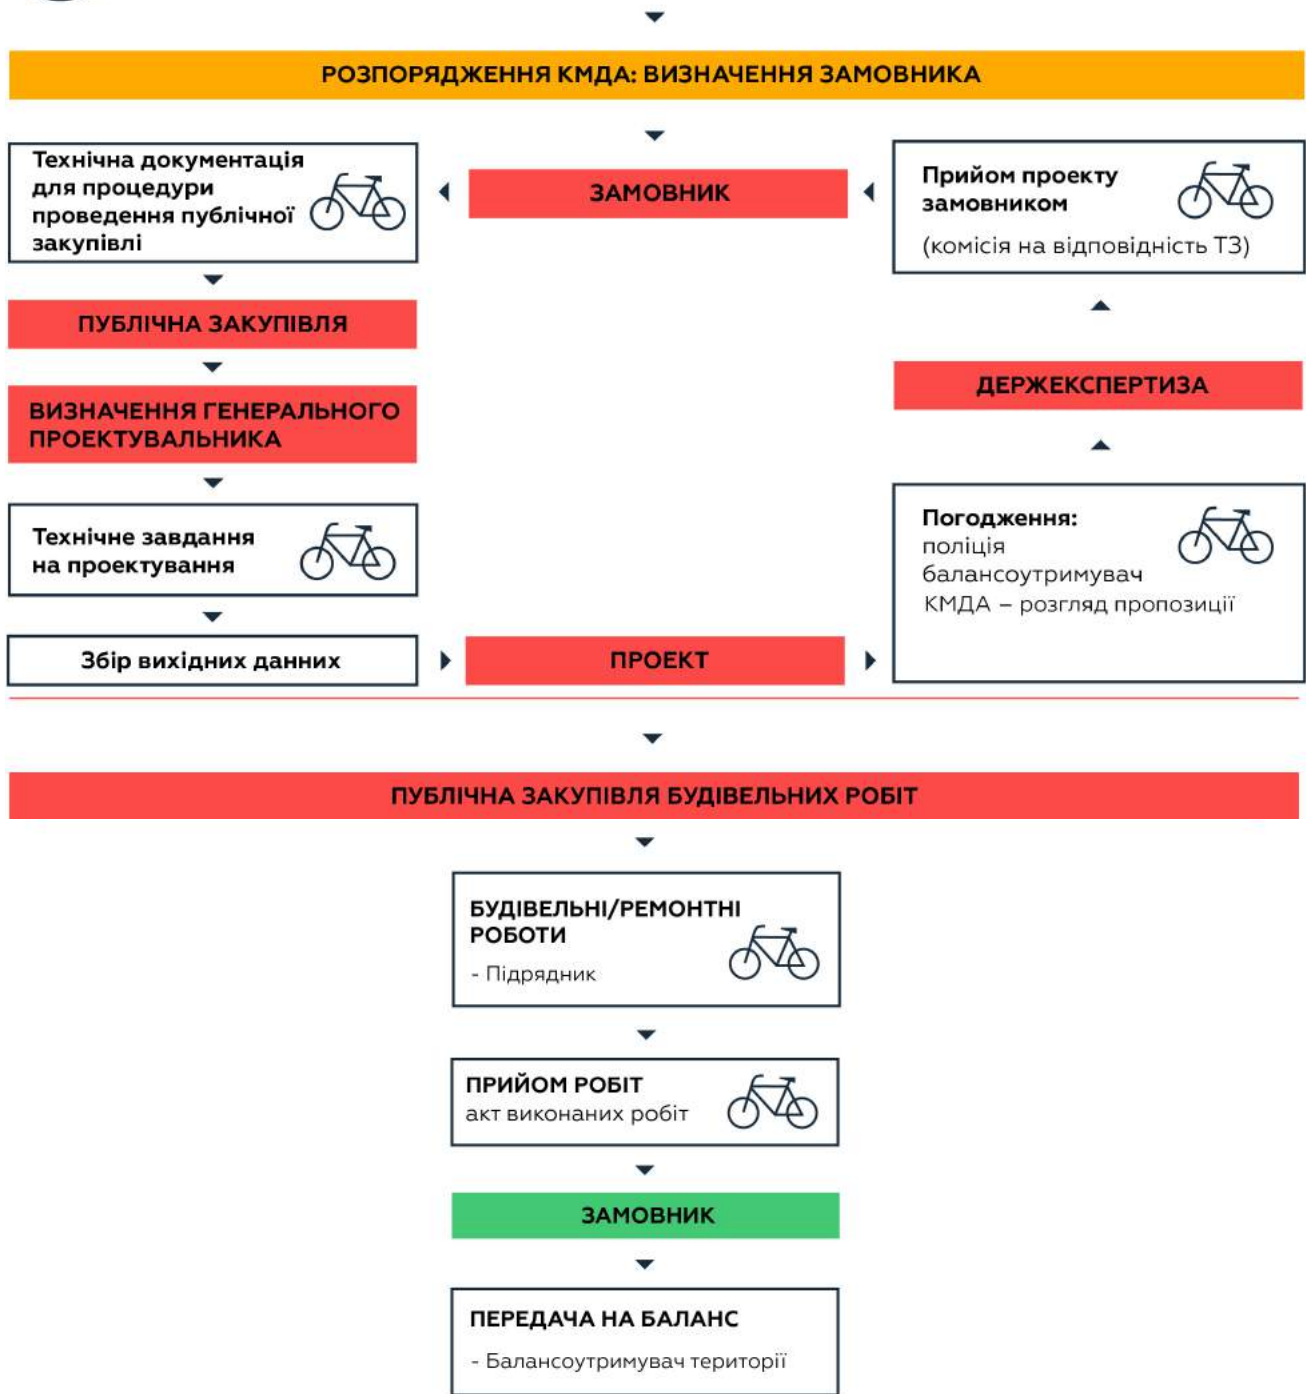 РОЗПОРЯДЖЕННЯ КМДА: ВИЗНАЧЕННЯ ЗАМОВНИКА
Технічна документація
для процедури
проведення публічної
закупівлі
ЗАМОВНИК
Прийом проекту
замовником
(комісія на відповідність ТЗ)
ПУБЛІЧНА ЗАКУПІВЛЯ
ДЕРЖЕКСПЕРТИЗА
ВИЗНАЧЕННЯ ГЕНЕРАЛЬНОГО
ПРОЕКТУВАЛЬНИКА
Технічне завдання
на проектування
Погодження:
поліція
балансоутримувач
КМДА – розгляд пропозиції
Збір вихідних данних
ПРОЕКТ
ПУБЛІЧНА ЗАКУПІВЛЯ БУДІВЕЛЬНИХ РОБІТ
БУДІВЕЛЬНІ/РЕМОНТНІ
РОБОТИ
- Підрядник
ПРИЙОМ РОБІТ
акт виконаних робіт
ЗАМОВНИК
ПЕРЕДАЧА НА БАЛАНС
- Балансоутримувач території